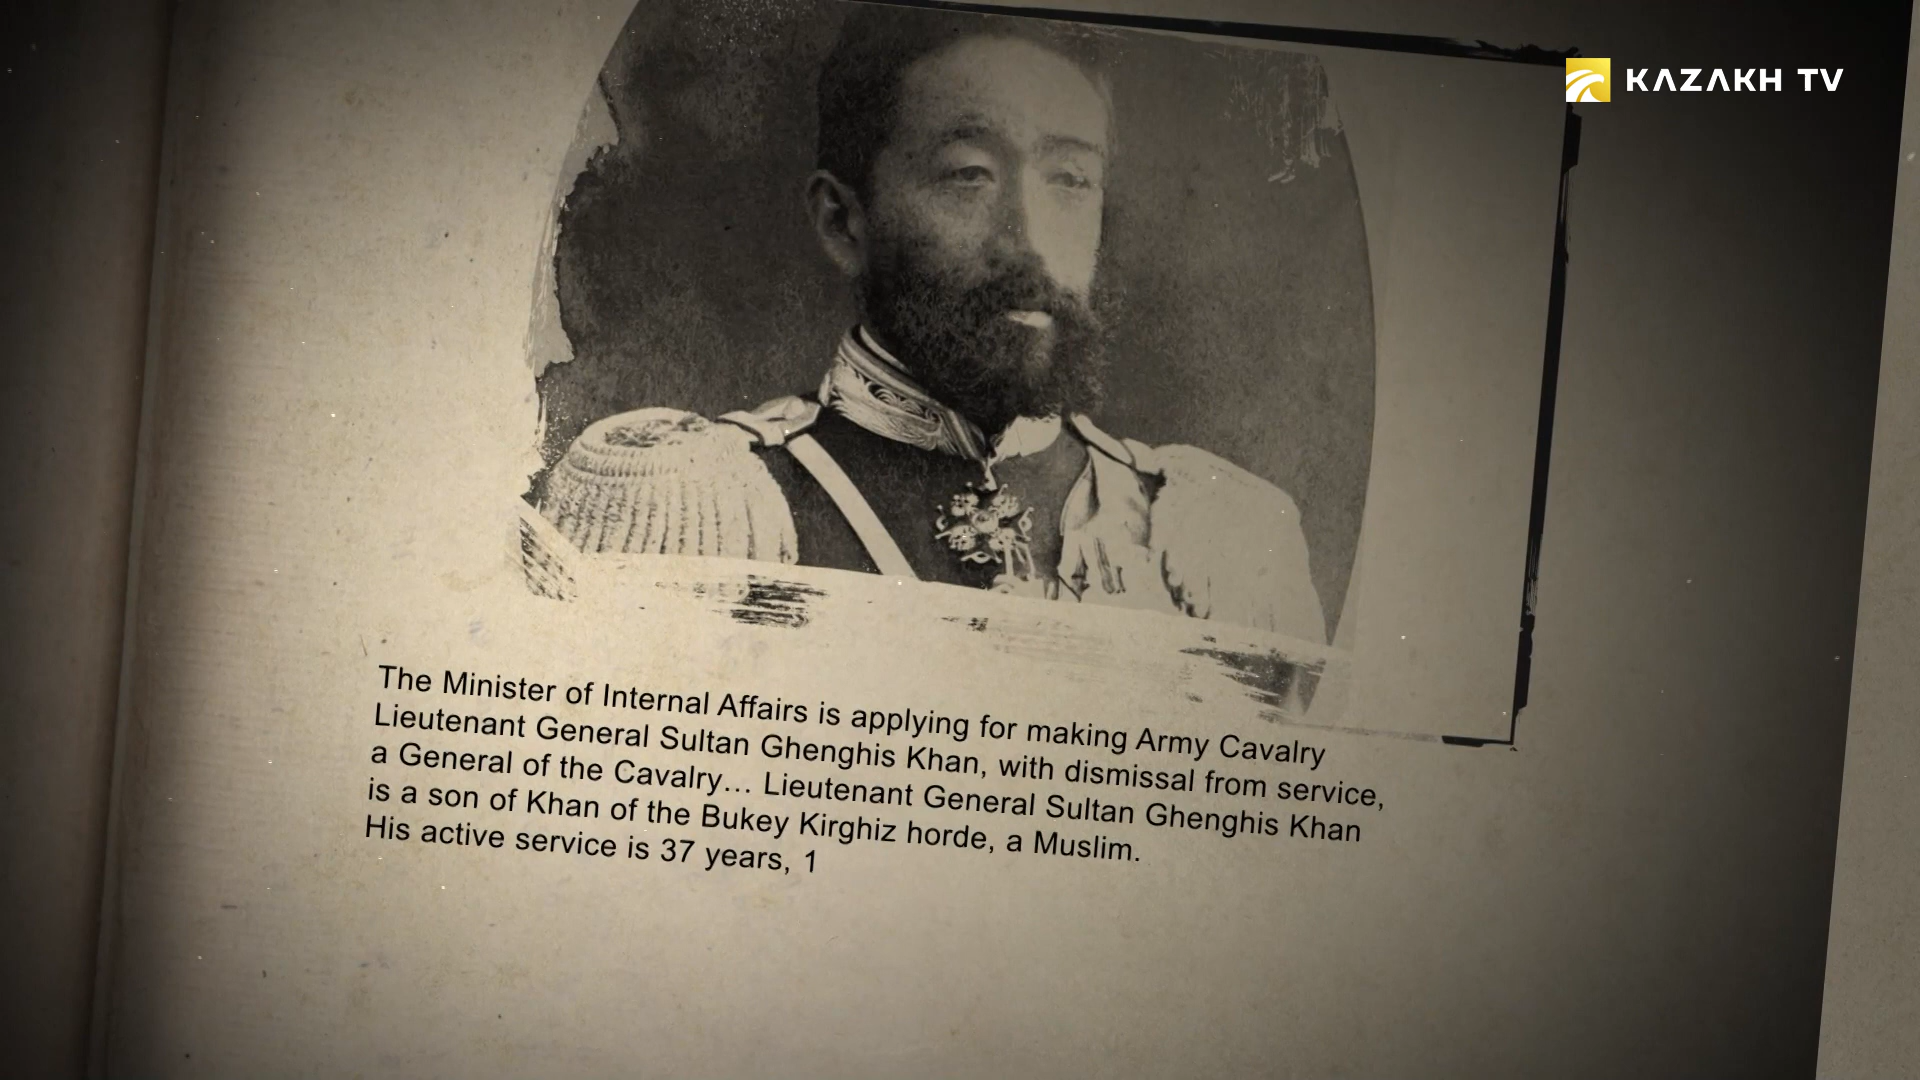 KAZAKH TV
The Minister of Internal Affairs is applying for making Army Cavalry
Lieutenant General Sultan Ghenghis Khan, with dismissal from service,
a General of the Cavalry… Lieutenant General Sultan Ghenghis Khan
is a son of Khan of the Bukey Kirghiz horde, a Muslim.
His active service is 37 years, 1